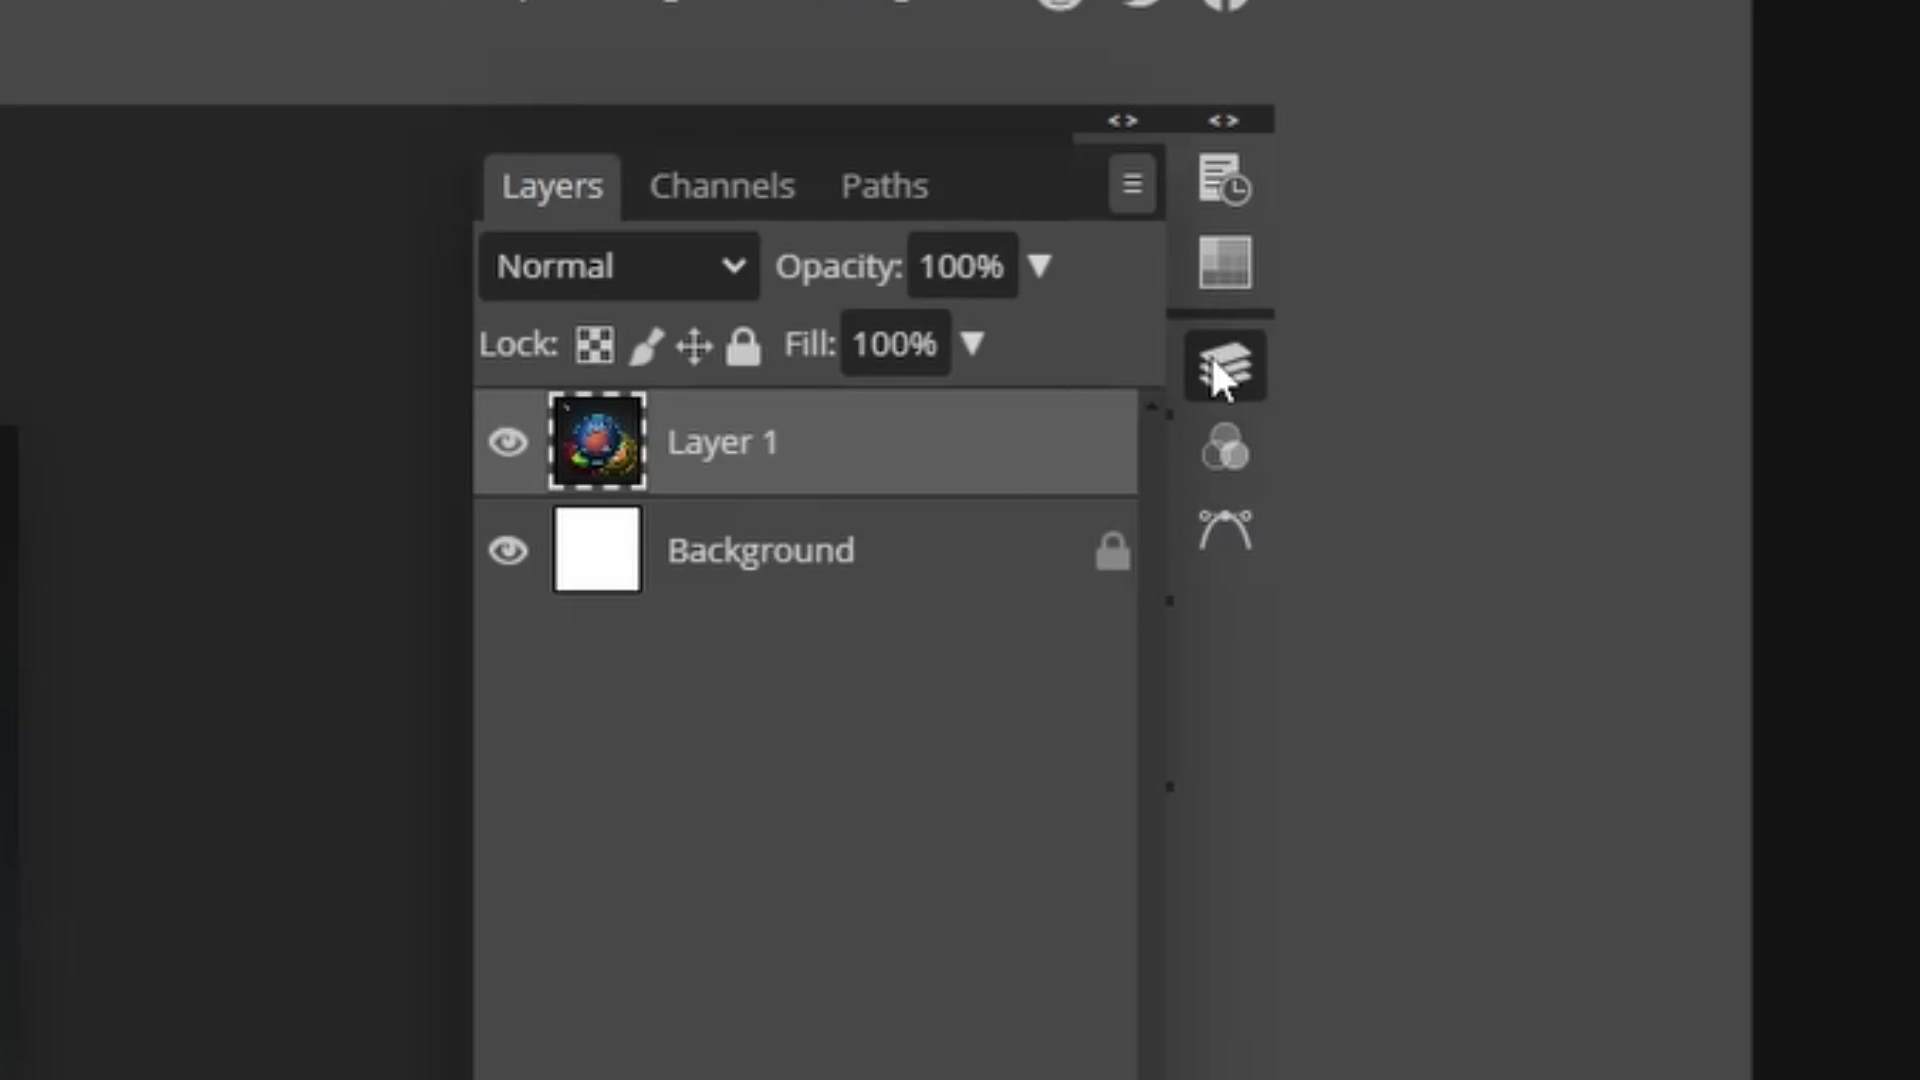 < > < >
Layers Channels Paths
Normal Opacity: 100%
Lock: Fill: 100%
Layer 1
Background